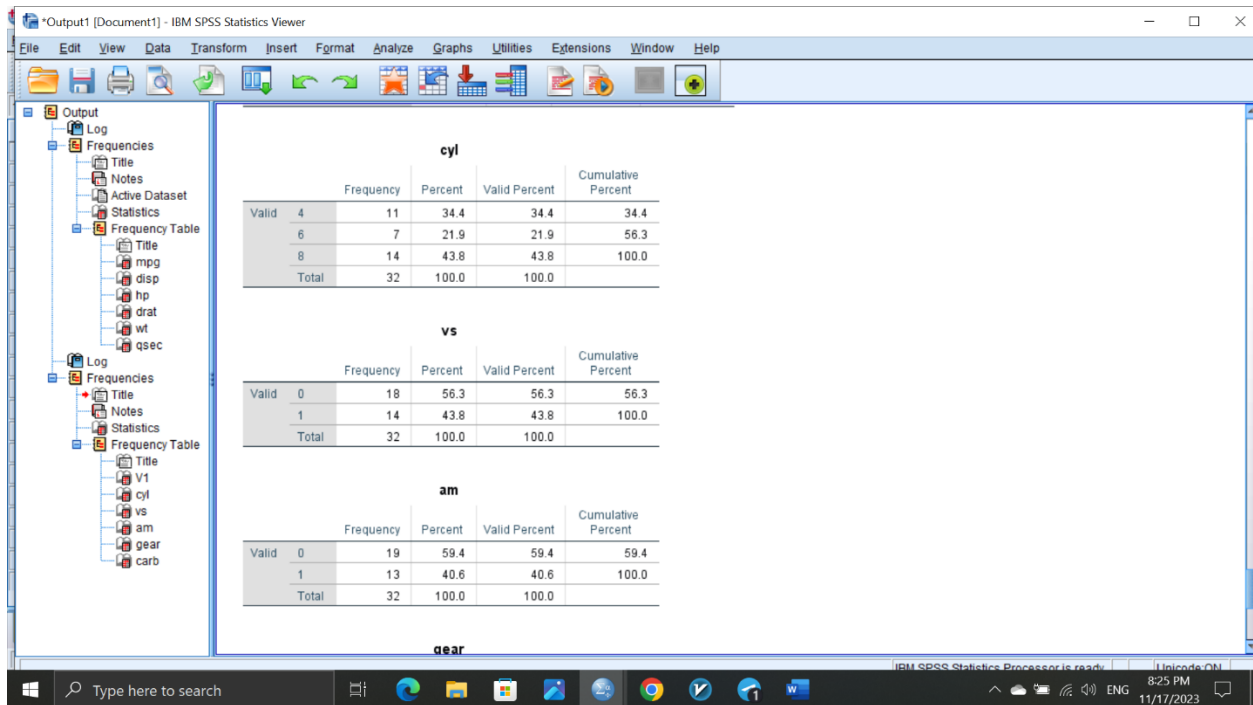 *Output1 [Document1] - IBM SPSS Statistics Viewer
File Edit View Data Transform Insert Format Analyze Graphs Utilities Extensions Window Help
Output
Log
Frequencies
Title
Notes
Active Dataset
Statistics
Frequency Table
Title
mpg
disp
hp
drat
wt
qsec
Log
Frequencies
Title
Notes
Statistics
Frequency Table
Title
V1
cyl
vs
am
gear
carb
cyl
Frequency Percent Valid Percent Cumulative Percent
Valid 4 11 34.4 34.4 34.4
6 7 21.9 21.9 56.3
8 14 43.8 43.8 100.0
Total 32 100.0 100.0
vs
Frequency Percent Valid Percent Cumulative Percent
Valid 0 18 56.3 56.3 56.3
1 14 43.8 43.8 100.0
Total 32 100.0 100.0
am
Frequency Percent Valid Percent Cumulative Percent
Valid 0 19 59.4 59.4 59.4
1 13 40.6 40.6 100.0
Total 32 100.0 100.0
gear
IBM SPSS Statistics Processor is ready Unicode:ON
Type here to search
ENG
8:25 PM
11/17/2023